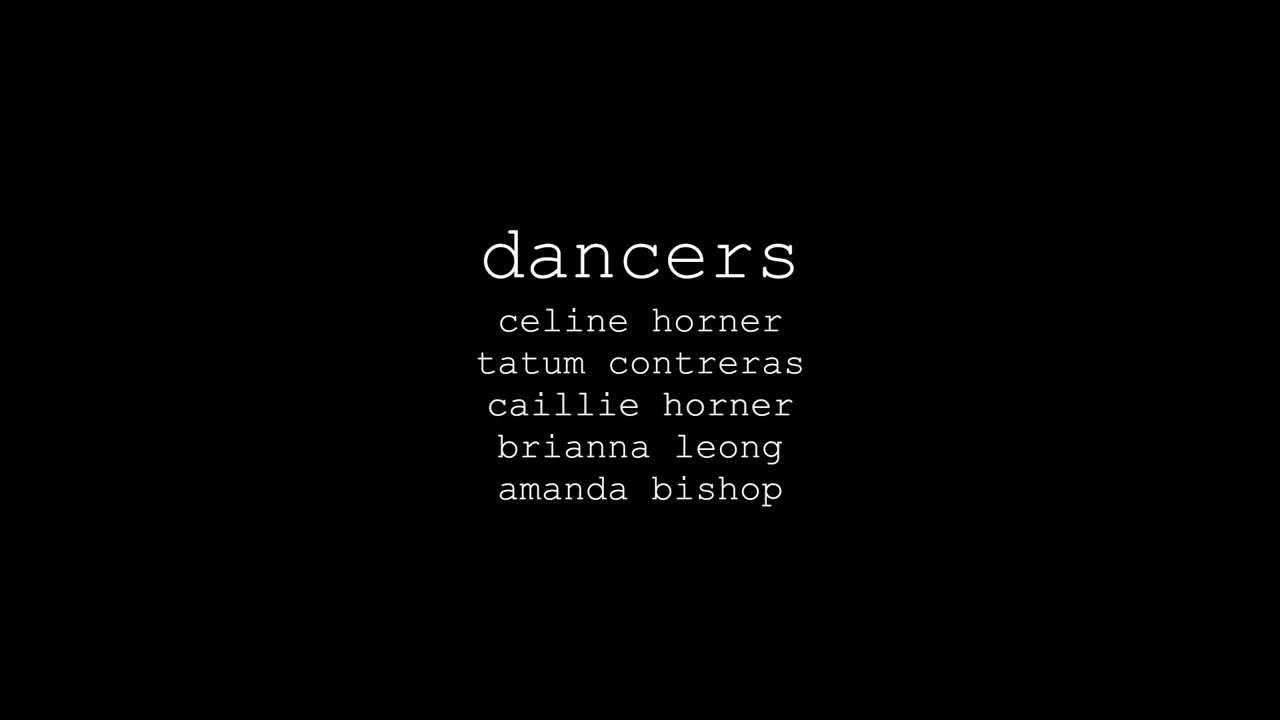 dancers
celine horner
tatum contreras
caillie horner
brianna leong
amanda bishop